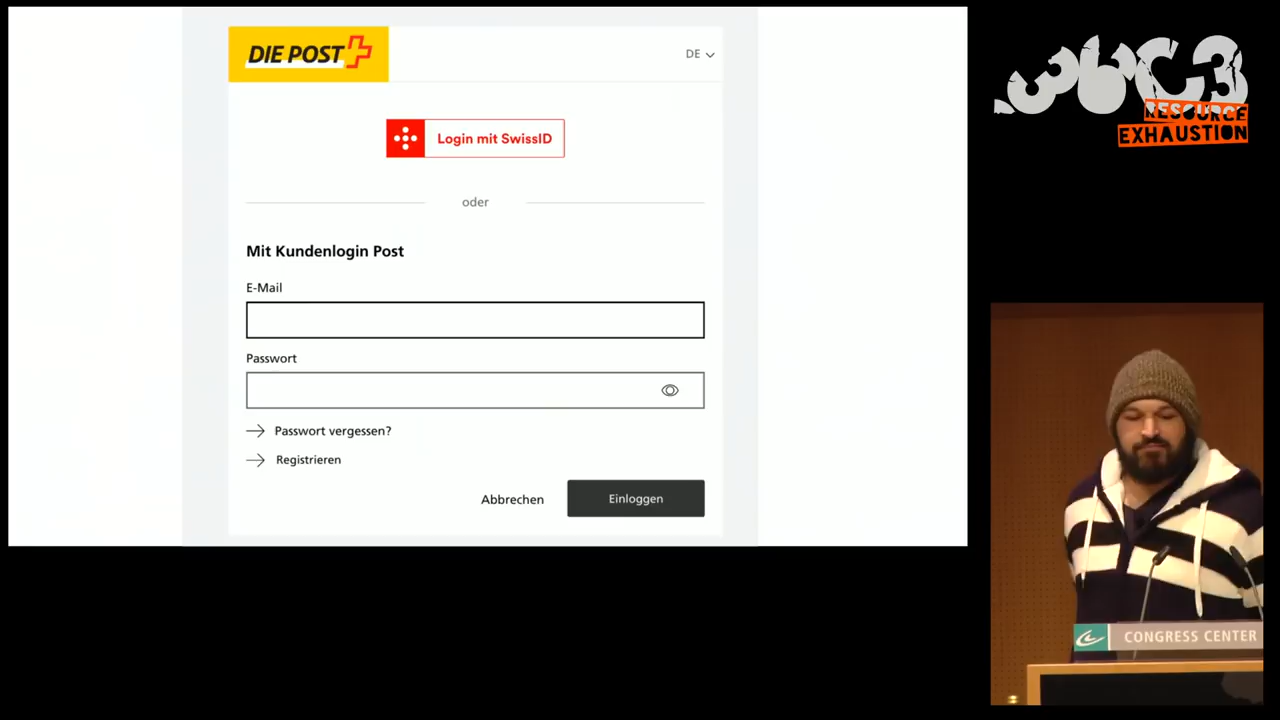 DIE POST
DE
Login mit SwissID
oder
Mit Kundenlogin Post
E-Mail
Passwort
Passwort vergessen?
Registrieren
Abbrechen
Einloggen
36C3
RESOURCE
EXHAUSTION
CONGRESS CENTER